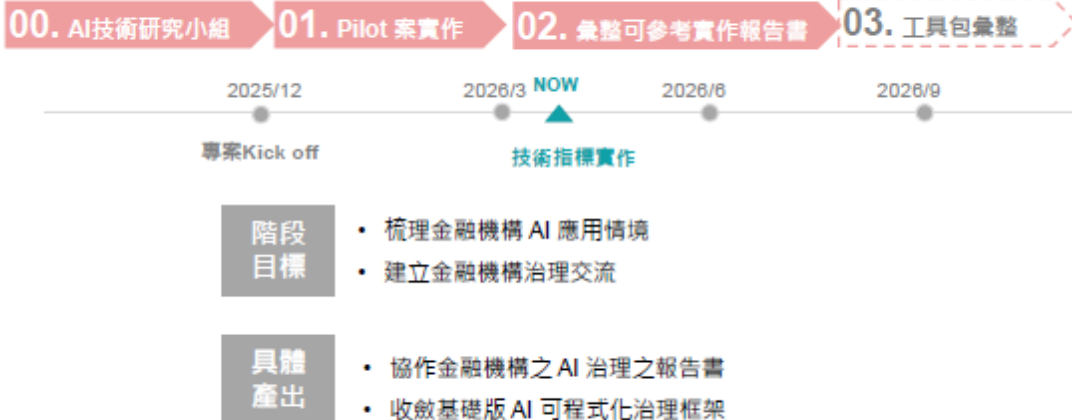 00. AI技術研究小組
01. Pilot 案實作
02. 彙整可參考實作報告書
03. 工具包彙整
2025/12
2026/3
NOW
2026/6
2026/9
專案Kick off
技術指標實作
階段
目標
• 梳理金融機構 AI 應用情境
• 建立金融機構治理交流
具體
產出
• 協作金融機構之 AI 治理之報告書
• 收斂基礎版 AI 可程式化治理框架